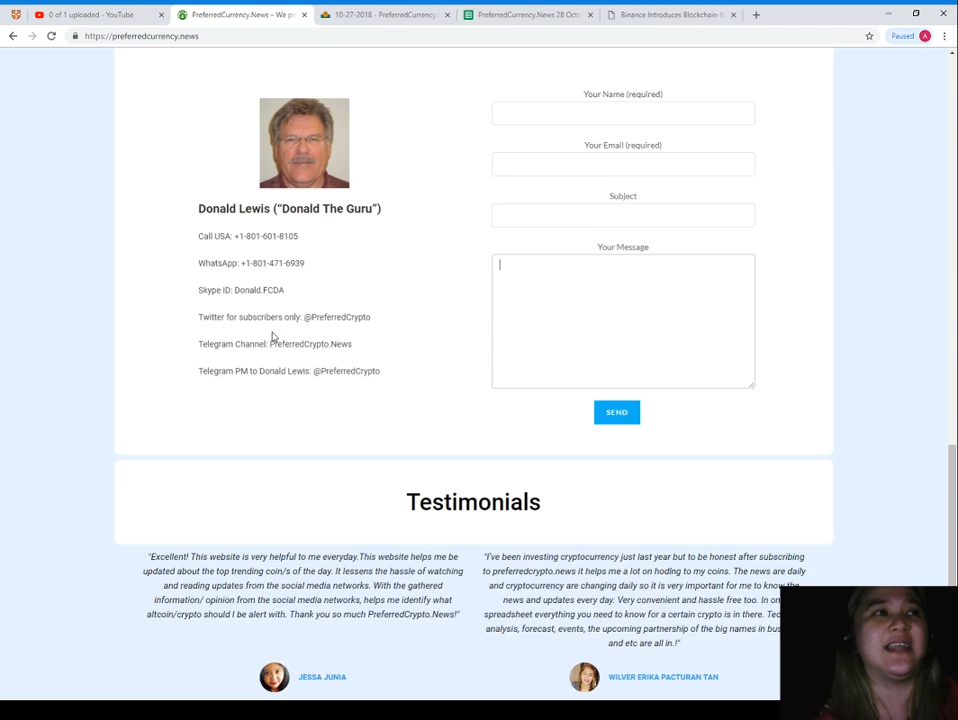 0 of 1 uploaded - YouTube
PreferredCurrency.News – We pr
10-27-2018 - PreferredCurrency.
PreferredCurrency.News 28 Octo
Binance Introduces Blockchain-B
https://preferredcurrency.news
Paused
A
Donald Lewis (“Donald The Guru”)
Call USA: +1-801-601-8105
WhatsApp: +1-801-471-6939
Skype ID: Donald.FCDA
Twitter for subscribers only: @PreferredCrypto
Telegram Channel: PreferredCrypto.News
Telegram PM to Donald Lewis: @PreferredCrypto
Your Name (required)
Your Email (required)
Subject
Your Message
SEND
Testimonials
"Excellent! This website is very helpful to me everyday.This website helps me be
updated about the top trending coin/s of the day. It lessens the hassle of watching
and reading updates from the social media networks. With the gathered
information/ opinion from the social media networks, helps me identify what
altcoin/crypto should I be alert with. Thank you so much PreferredCrypto.News!"
JESSA JUNIA
"I've been investing cryptocurrency just last year but to be honest after subscribing
to preferredcrypto.news it helps me a lot on hodlng to my coins. The news are daily
and cryptocurrency are changing daily so it is very important for me to know the
news and updates every day. Very convenient and hassle free too. In on
spreadsheet everything you need to know for a certain crypto is in there. Tec
analysis, forecast, events, the upcoming partnership of the big names in bus
and etc are all in.!"
WILVER ERIKA PACTURAN TAN